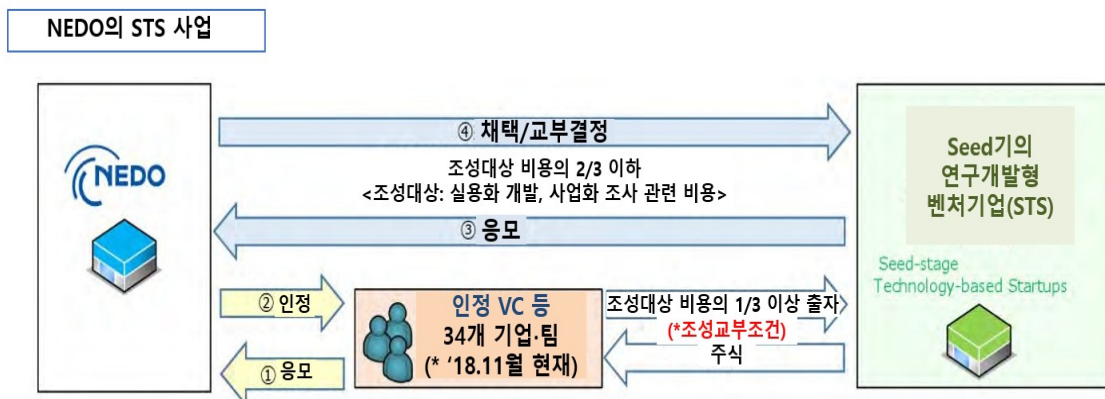 NEDO의 STS 사업
④ 채택/교부결정
조성대상 비용의 2/3 이하
<조성대상: 실용화 개발, 사업화 조사 관련 비용>
③ 응모
NEDO
Seed기의
연구개발형
벤처기업(STS)
Seed-stage
Technology-based Startups
② 인정
인정 VC 등
34개 기업·팀
(* ‘18.11월 현재)
① 응모
조성대상 비용의 1/3 이상 출자
(*조성교부조건)
주식